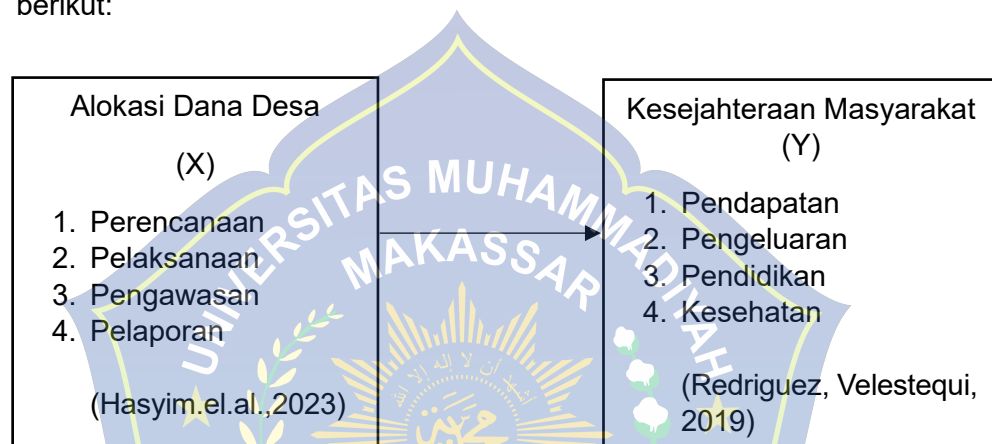 berikut:
Alokasi Dana Desa
(X)
1. Perencanaan
2. Pelaksanaan
3. Pengawasan
4. Pelaporan
(Hasyim.el.al.,2023)
Kesejahteraan Masyarakat
(Y)
1. Pendapatan
2. Pengeluaran
3. Pendidikan
4. Kesehatan
(Redriguez, Velestequi,
2019)
UNIVERSITAS MUHAMMADIYAH
MAKASSAR